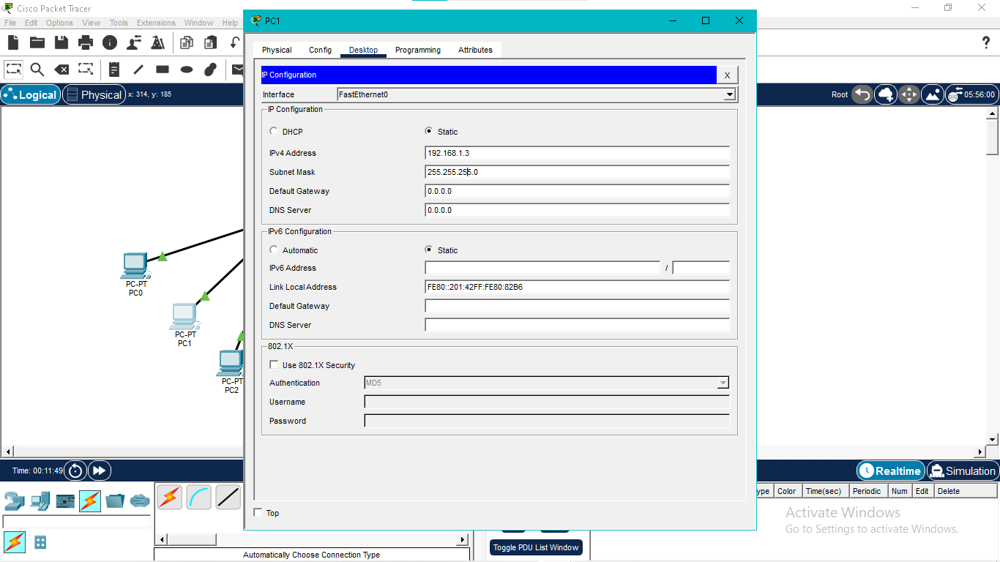 Cisco Packet Tracer
File Edit Options View Tools Extensions Window Help
?
Logical Physical x: 314, y: 185
Root 05:56:00
PC1
Physical Config Desktop Programming Attributes
IP Configuration X
Interface FastEthernet0
IP Configuration
DHCP Static
IPv4 Address 192.168.1.3
Subnet Mask 255.255.255.0
Default Gateway 0.0.0.0
DNS Server 0.0.0.0
IPv6 Configuration
Automatic Static
IPv6 Address /
Link Local Address FE80::201:42FF:FE80:82B6
Default Gateway
DNS Server
802.1X
Use 802.1X Security
Authentication MD5
Username
Password
Top
PC-PT
PC0
PC-PT
PC1
PC-PT
PC2
Time: 00:11:49
Realtime Simulation
ype Color Time(sec) Periodic Num Edit Delete
Activate Windows
Go to Settings to activate Windows.
Toggle PDU List Window
Automatically Choose Connection Type